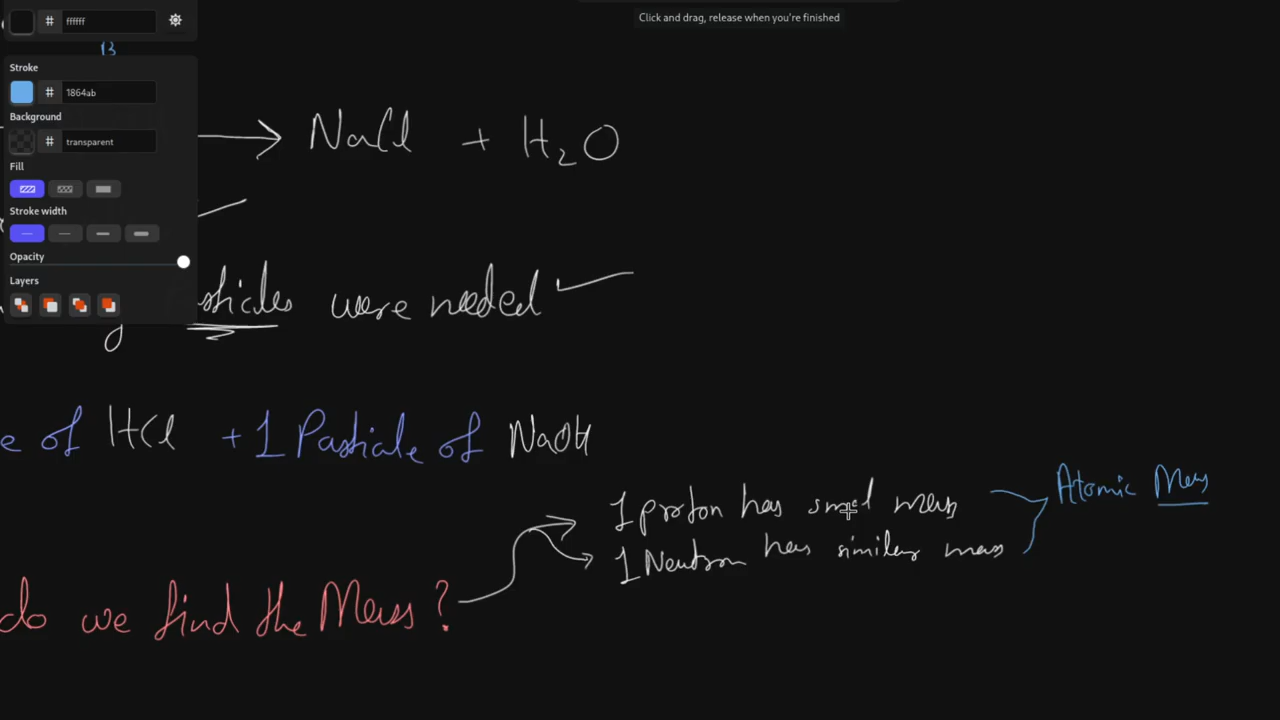 Click and drag, release when you're finished
# ffffff
B
Stroke
# 1864ab
Background
# transparent
Fill
Stroke width
Opacity
Layers
NaCl + H₂O
were needed
e of HCl + 1 Particle of NaOH
1 proton has small mass
Atomic Mass
1 Neutron has similar mass
do we find the Mass?